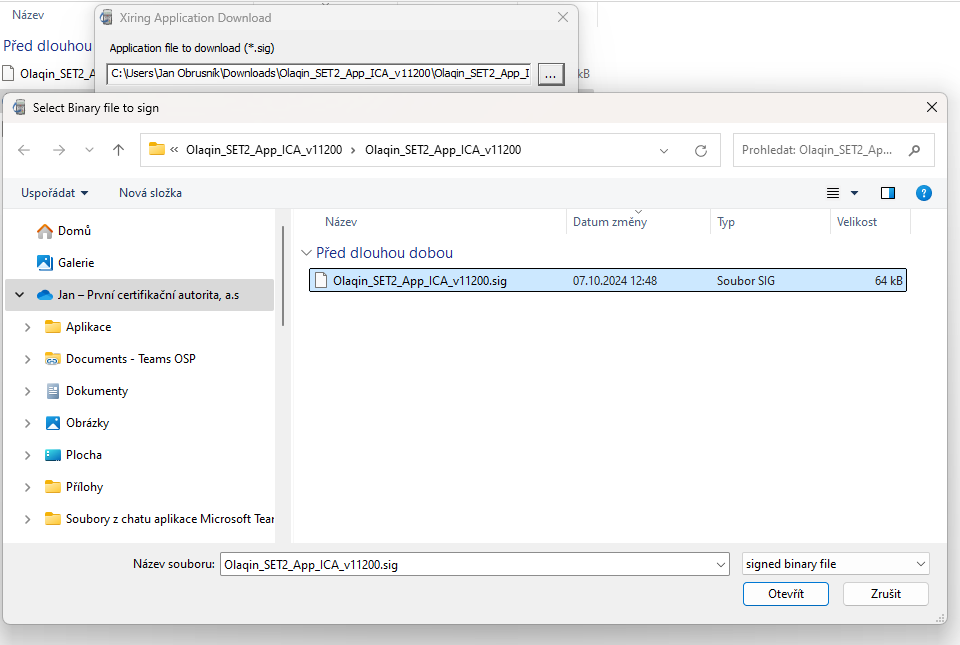 Název
Xiring Application Download
Před dlouhou
Application file to download (*.sig)
Olaqin_SET2_A
C:\Users\Jan Obrusník\Downloads\Olaqin_SET2_App_ICA_v11200\Olaqin_SET2_App_I
...
kB
Select Binary file to sign
« Olaqin_SET2_App_ICA_v11200 > Olaqin_SET2_App_ICA_v11200
Prohledat: Olaqin_SET2_Ap...
Uspořádat
Nová složka
?
Domů
Galerie
Jan – První certifikační autorita, a.s
Aplikace
Documents - Teams OSP
Dokumenty
Obrázky
Plocha
Přílohy
Soubory z chatu aplikace Microsoft Tear
Název Datum změny Typ Velikost
Před dlouhou dobou
Olaqin_SET2_App_ICA_v11200.sig 07.10.2024 12:48 Soubor SIG 64 kB
Název souboru: Olaqin_SET2_App_ICA_v11200.sig
signed binary file
Otevřít Zrušit